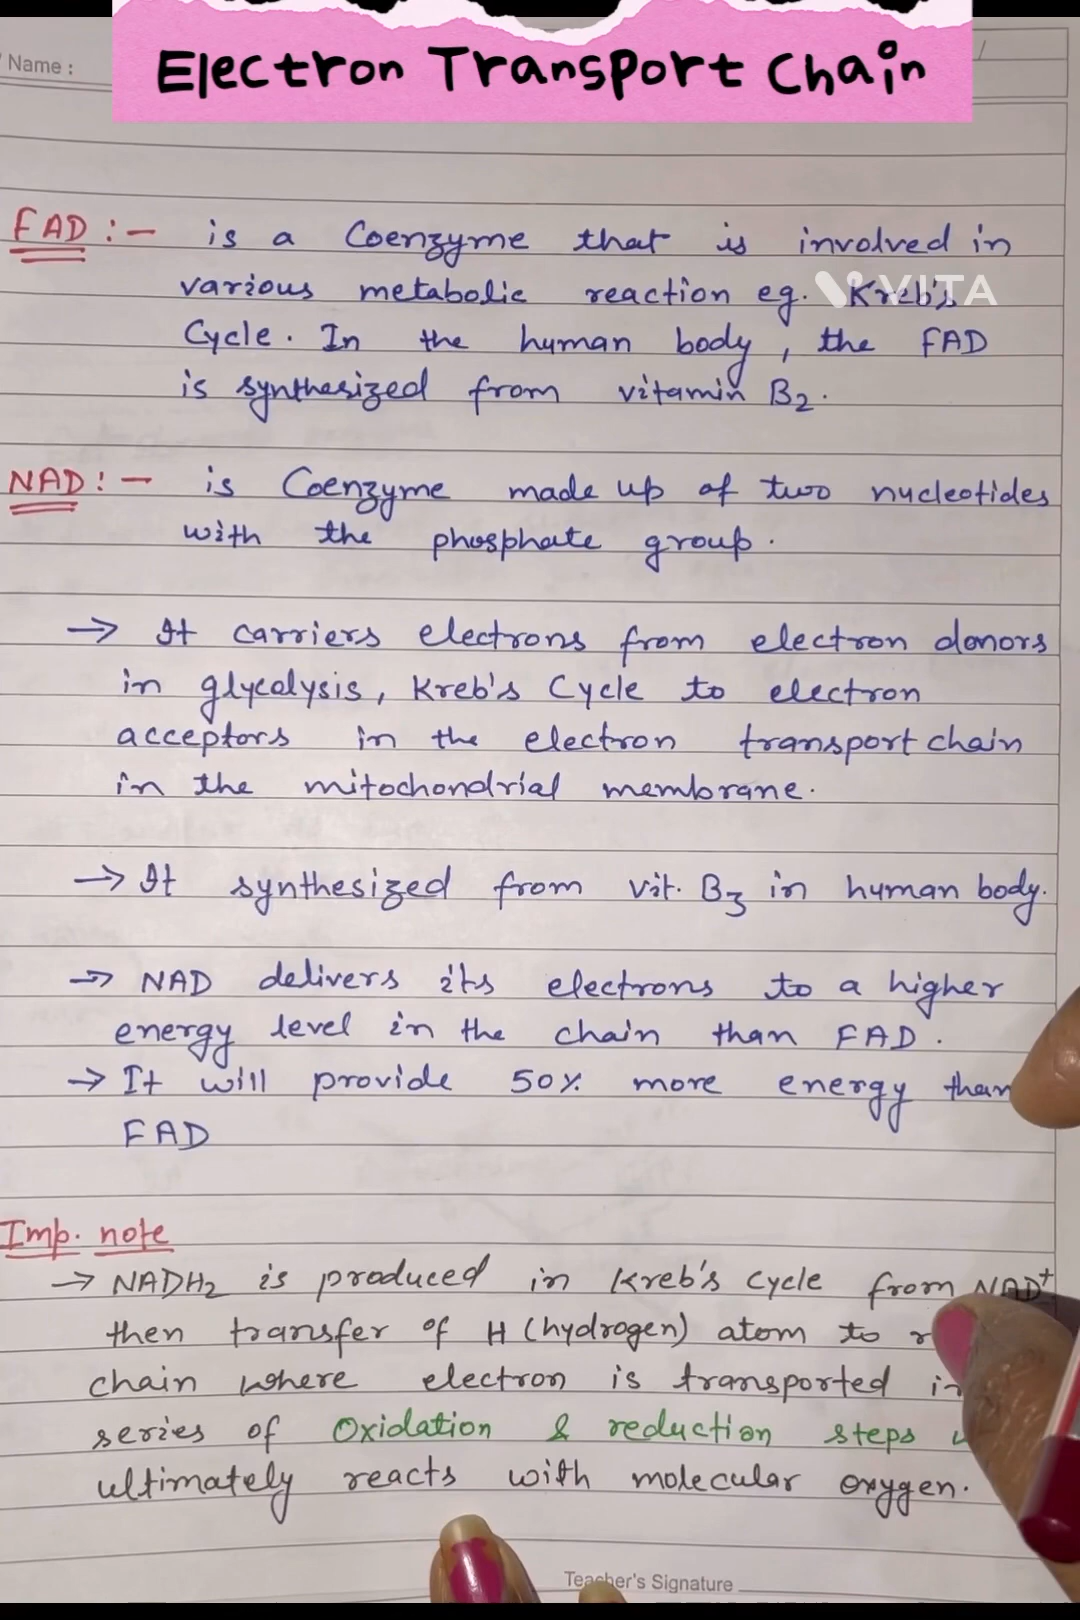 Electron Transport Chain
Name :
FAD :- is a Coenzyme that is involved in
various metabolic reaction eg. Kreb's
VITA
Cycle. In the human body, the FAD
is synthesized from vitamin B2.
NAD :- is Coenzyme made up of two nucleotides
with the phosphate group.
→ It carriers electrons from electron donors
in glycolysis, Kreb's Cycle to electron
acceptors in the electron transport chain
in the mitochondrial membrane.
→ It synthesized from vit. B3 in human body.
→ NAD delivers its electrons to a higher
energy level in the chain than FAD.
→ It will provide 50% more energy than
FAD
Imp. note
→ NADH2 is produced in Kreb's cycle from NAD+
then transfer of H (hydrogen) atom to
chain where electron is transported in
series of Oxidation & reduction steps
ultimately reacts with molecular oxygen.
Teacher's Signature